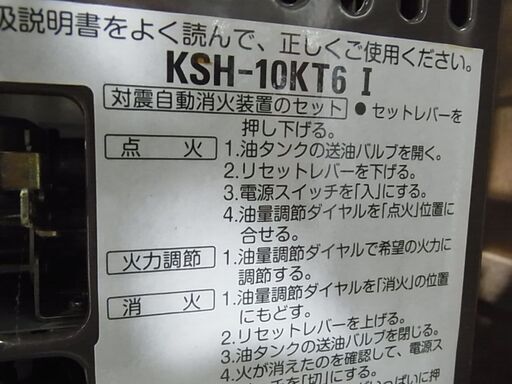 扱説明書をよく読んで、正しくご使用ください。
KSH-10KT6 I
対震自動消火装置のセット ●セットレバーを
押し下げる。
点火 1.油タンクの送油バルブを開く。
2.リセットレバーを下げる。
3.電源スイッチを「入」にする。
4.油量調節ダイヤルを「点火」位置に
合せる。
火力調節 1.油量調節ダイヤルで希望の火力に
調節する。
消火 1.油量調節ダイヤルを「消火」の位置
にもどす。
2.リセットレバーを上げる。
3.油タンクの送油バルブを閉じる。
4.火が消えたのを確認して、電源ス
イッチを「切」にする。
いっぱいに押